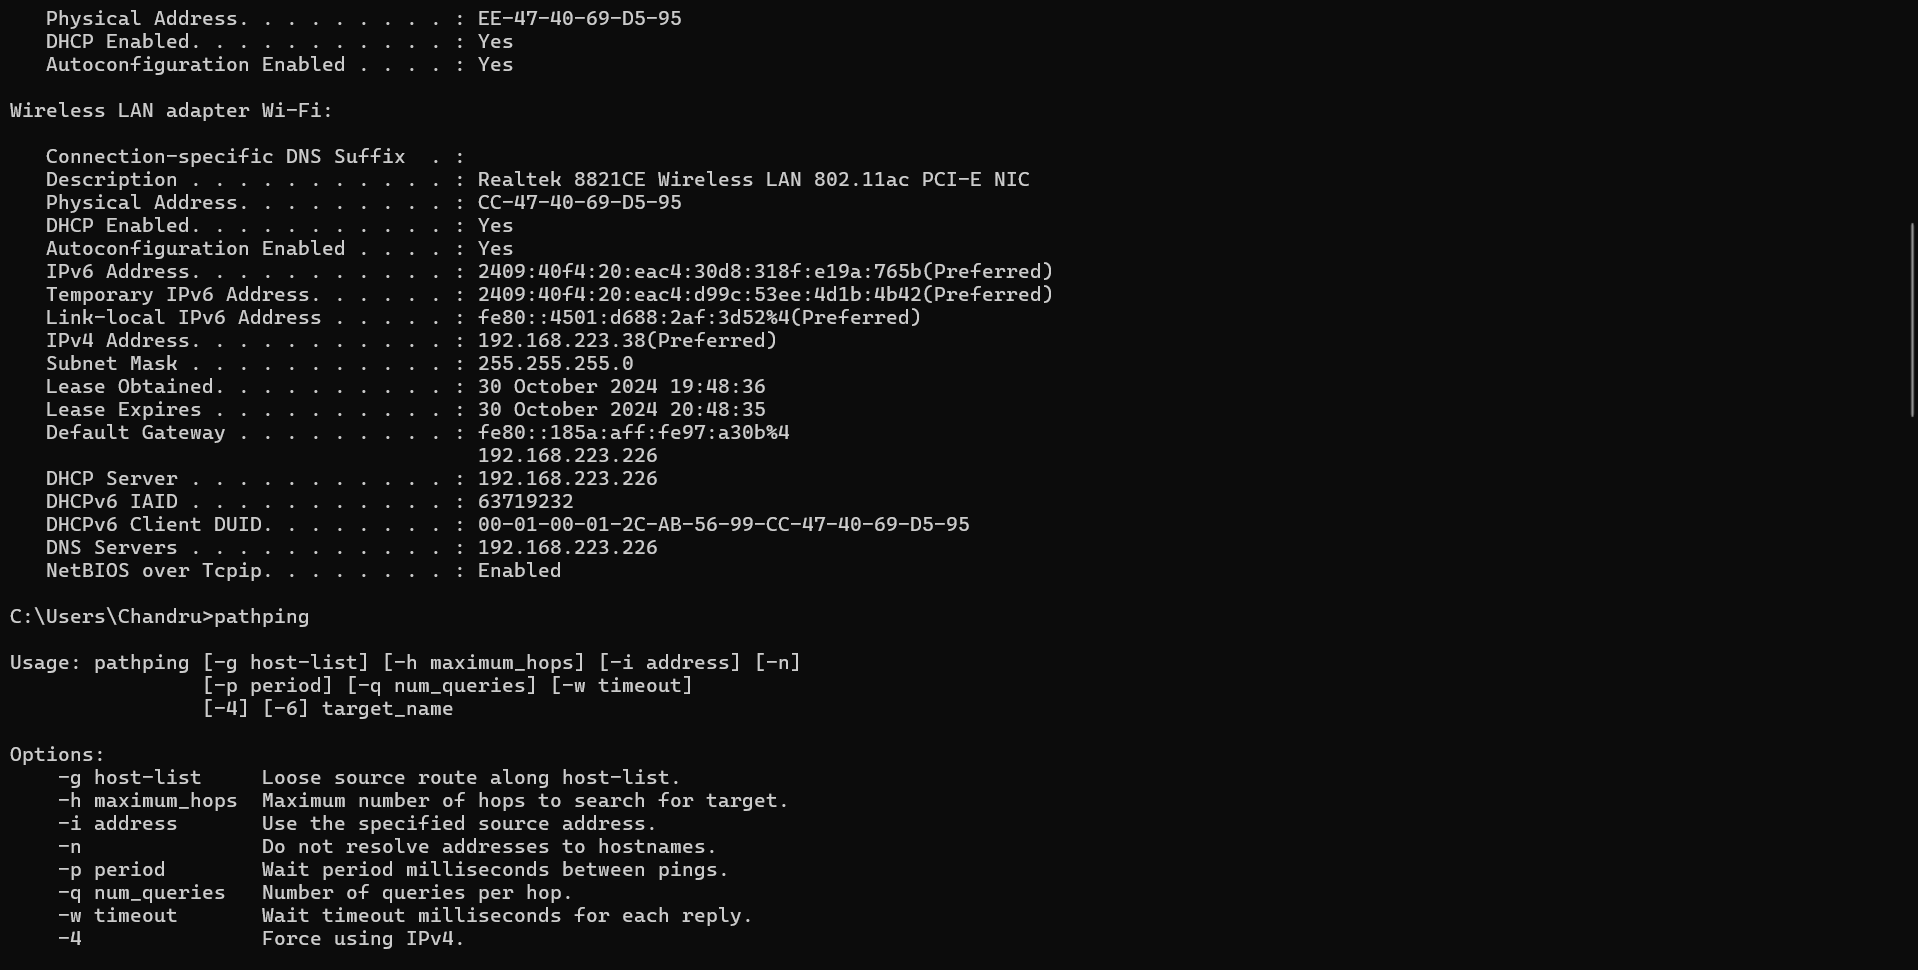 Physical Address. . . . . . . . . : EE-47-40-69-D5-95
   DHCP Enabled. . . . . . . . . . . : Yes
   Autoconfiguration Enabled . . . . : Yes

Wireless LAN adapter Wi-Fi:

   Connection-specific DNS Suffix  . :
   Description . . . . . . . . . . . : Realtek 8821CE Wireless LAN 802.11ac PCI-E NIC
   Physical Address. . . . . . . . . : CC-47-40-69-D5-95
   DHCP Enabled. . . . . . . . . . . : Yes
   Autoconfiguration Enabled . . . . : Yes
   IPv6 Address. . . . . . . . . . . : 2409:40f4:20:eac4:30d8:318f:e19a:765b(Preferred)
   Temporary IPv6 Address. . . . . . : 2409:40f4:20:eac4:d99c:53ee:4d1b:4b42(Preferred)
   Link-local IPv6 Address . . . . . : fe80::4501:d688:2af:3d52%4(Preferred)
   IPv4 Address. . . . . . . . . . . : 192.168.223.38(Preferred)
   Subnet Mask . . . . . . . . . . . : 255.255.255.0
   Lease Obtained. . . . . . . . . . : 30 October 2024 19:48:36
   Lease Expires . . . . . . . . . . : 30 October 2024 20:48:35
   Default Gateway . . . . . . . . . : fe80::185a:aff:fe97:a30b%4
                                       192.168.223.226
   DHCP Server . . . . . . . . . . . : 192.168.223.226
   DHCPv6 IAID . . . . . . . . . . . : 63719232
   DHCPv6 Client DUID. . . . . . . . : 00-01-00-01-2C-AB-56-99-CC-47-40-69-D5-95
   DNS Servers . . . . . . . . . . . : 192.168.223.226
   NetBIOS over Tcpip. . . . . . . . : Enabled

C:\Users\Chandru>pathping

Usage: pathping [-g host-list] [-h maximum_hops] [-i address] [-n]
                [-p period] [-q num_queries] [-w timeout]
                [-4] [-6] target_name

Options:
    -g host-list     Loose source route along host-list.
    -h maximum_hops  Maximum number of hops to search for target.
    -i address       Use the specified source address.
    -n               Do not resolve addresses to hostnames.
    -p period        Wait period milliseconds between pings.
    -q num_queries   Number of queries per hop.
    -w timeout       Wait timeout milliseconds for each reply.
    -4               Force using IPv4.